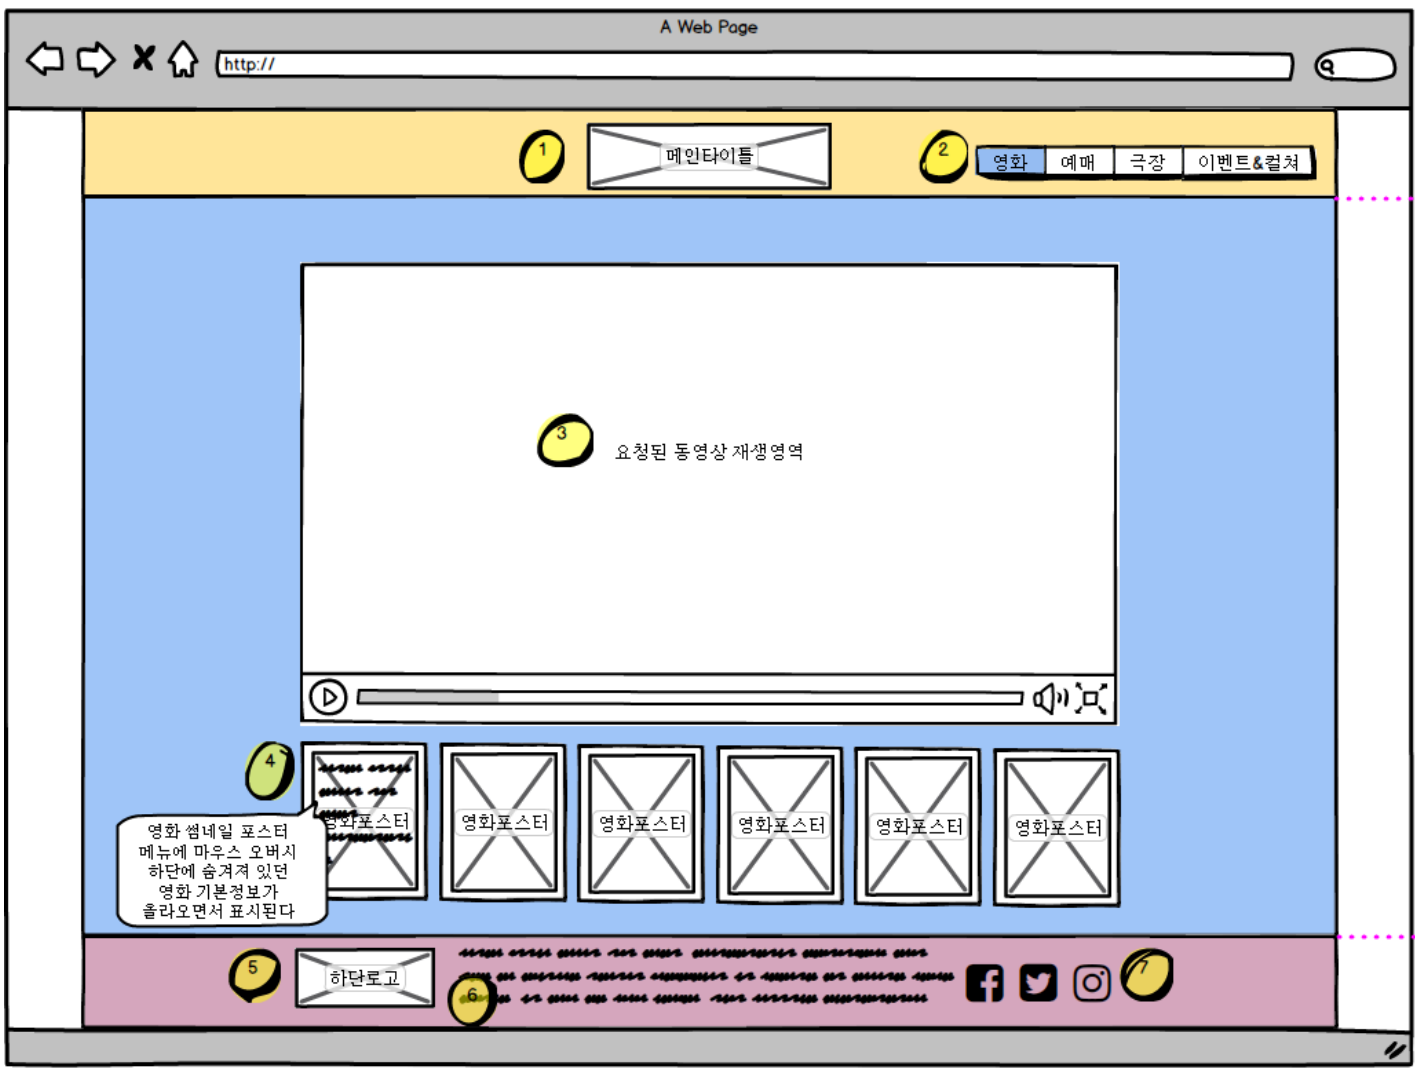 A Web Page
http://
1
메인타이틀
2
영화
예매
극장
이벤트&컬쳐
3
요청된 동영상 재생영역
4
영화포스터
영화포스터
영화포스터
영화포스터
영화포스터
영화포스터
영화 썸네일 포스터
메뉴에 마우스 오버시
하단에 숨겨져 있던
영화 기본정보가
올라오면서 표시된다
5
하단로고
6
7